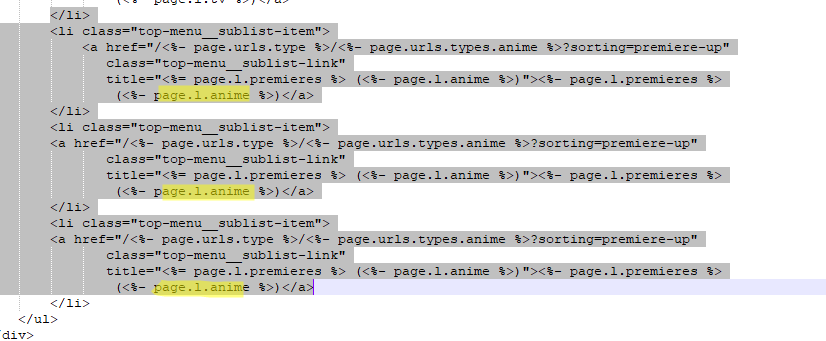 (<%- page.l.tv %>)</a>
</li>
<li class="top-menu__sublist-item">
<a href="/<%- page.urls.type %>/<%- page.urls.types.anime %>?sorting=premiere-up"
class="top-menu__sublist-link"
title="<%= page.l.premieres %> (<%- page.l.anime %>)"><%- page.l.premieres %>
(<%- page.l.anime %>)</a>
</li>
<li class="top-menu__sublist-item">
<a href="/<%- page.urls.type %>/<%- page.urls.types.anime %>?sorting=premiere-up"
class="top-menu__sublist-link"
title="<%= page.l.premieres %> (<%- page.l.anime %>)"><%- page.l.premieres %>
(<%- page.l.anime %>)</a>
</li>
<li class="top-menu__sublist-item">
<a href="/<%- page.urls.type %>/<%- page.urls.types.anime %>?sorting=premiere-up"
class="top-menu__sublist-link"
title="<%= page.l.premieres %> (<%- page.l.anime %>)"><%- page.l.premieres %>
(<%- page.l.anime %>)</a>
</li>
</ul>
div>